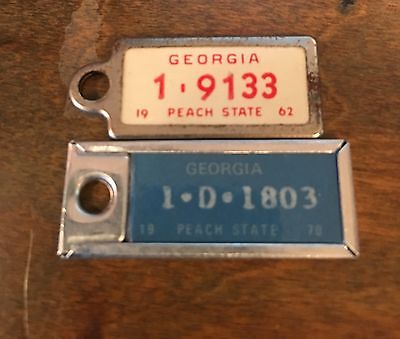 GEORGIA
1·9133
19 PEACH STATE 62
GEORGIA
1·D·1803
19 PEACH STATE 70